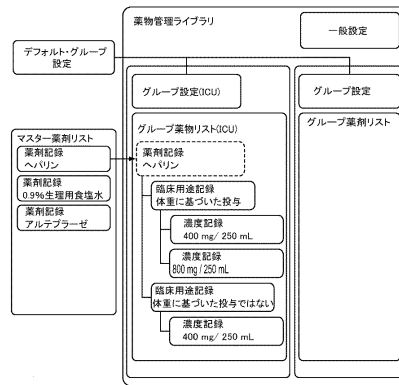 薬物管理ライブラリ
一般設定
デフォルト・グループ
設定
グループ設定(ICU)
グループ設定
マスター薬剤リスト
薬剤記録
ヘパリン
薬剤記録
0.9%生理用食塩水
薬剤記録
アルテプラーゼ
グループ薬物リスト(ICU)
薬剤記録
ヘパリン
臨床用途記録
体重に基づいた投与
濃度記録
400 mg/ 250 mL
濃度記録
800 mg / 250 mL
臨床用途記録
体重に基づいた投与ではない
濃度記録
400 mg/ 250 mL
グループ薬剤リスト